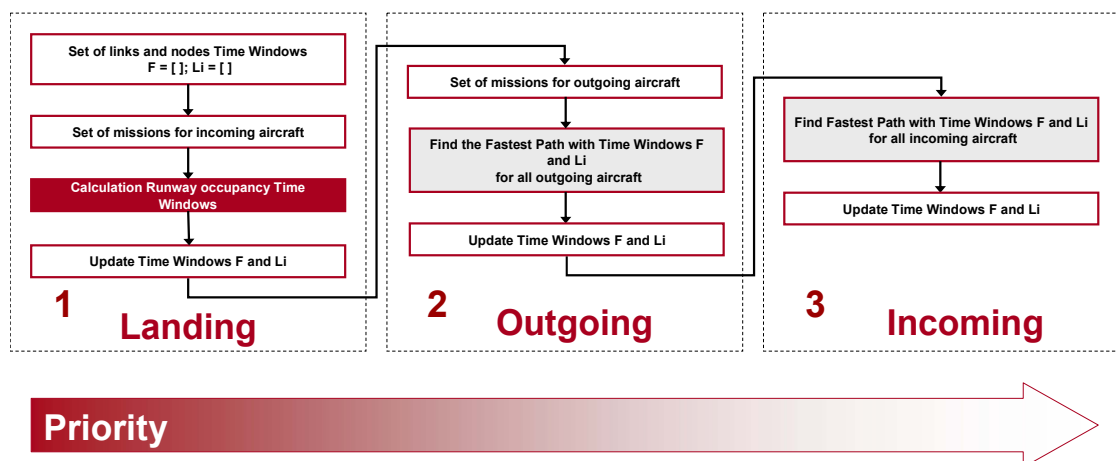 Set of links and nodes Time Windows
F = [ ]; Li = [ ]
Set of missions for incoming aircraft
Calculation Runway occupancy Time
Windows
Update Time Windows F and Li
1
Landing
Set of missions for outgoing aircraft
Find the Fastest Path with Time Windows F
and Li
for all outgoing aircraft
Update Time Windows F and Li
2
Outgoing
Find Fastest Path with Time Windows F and Li
for all incoming aircraft
Update Time Windows F and Li
3
Incoming
Priority